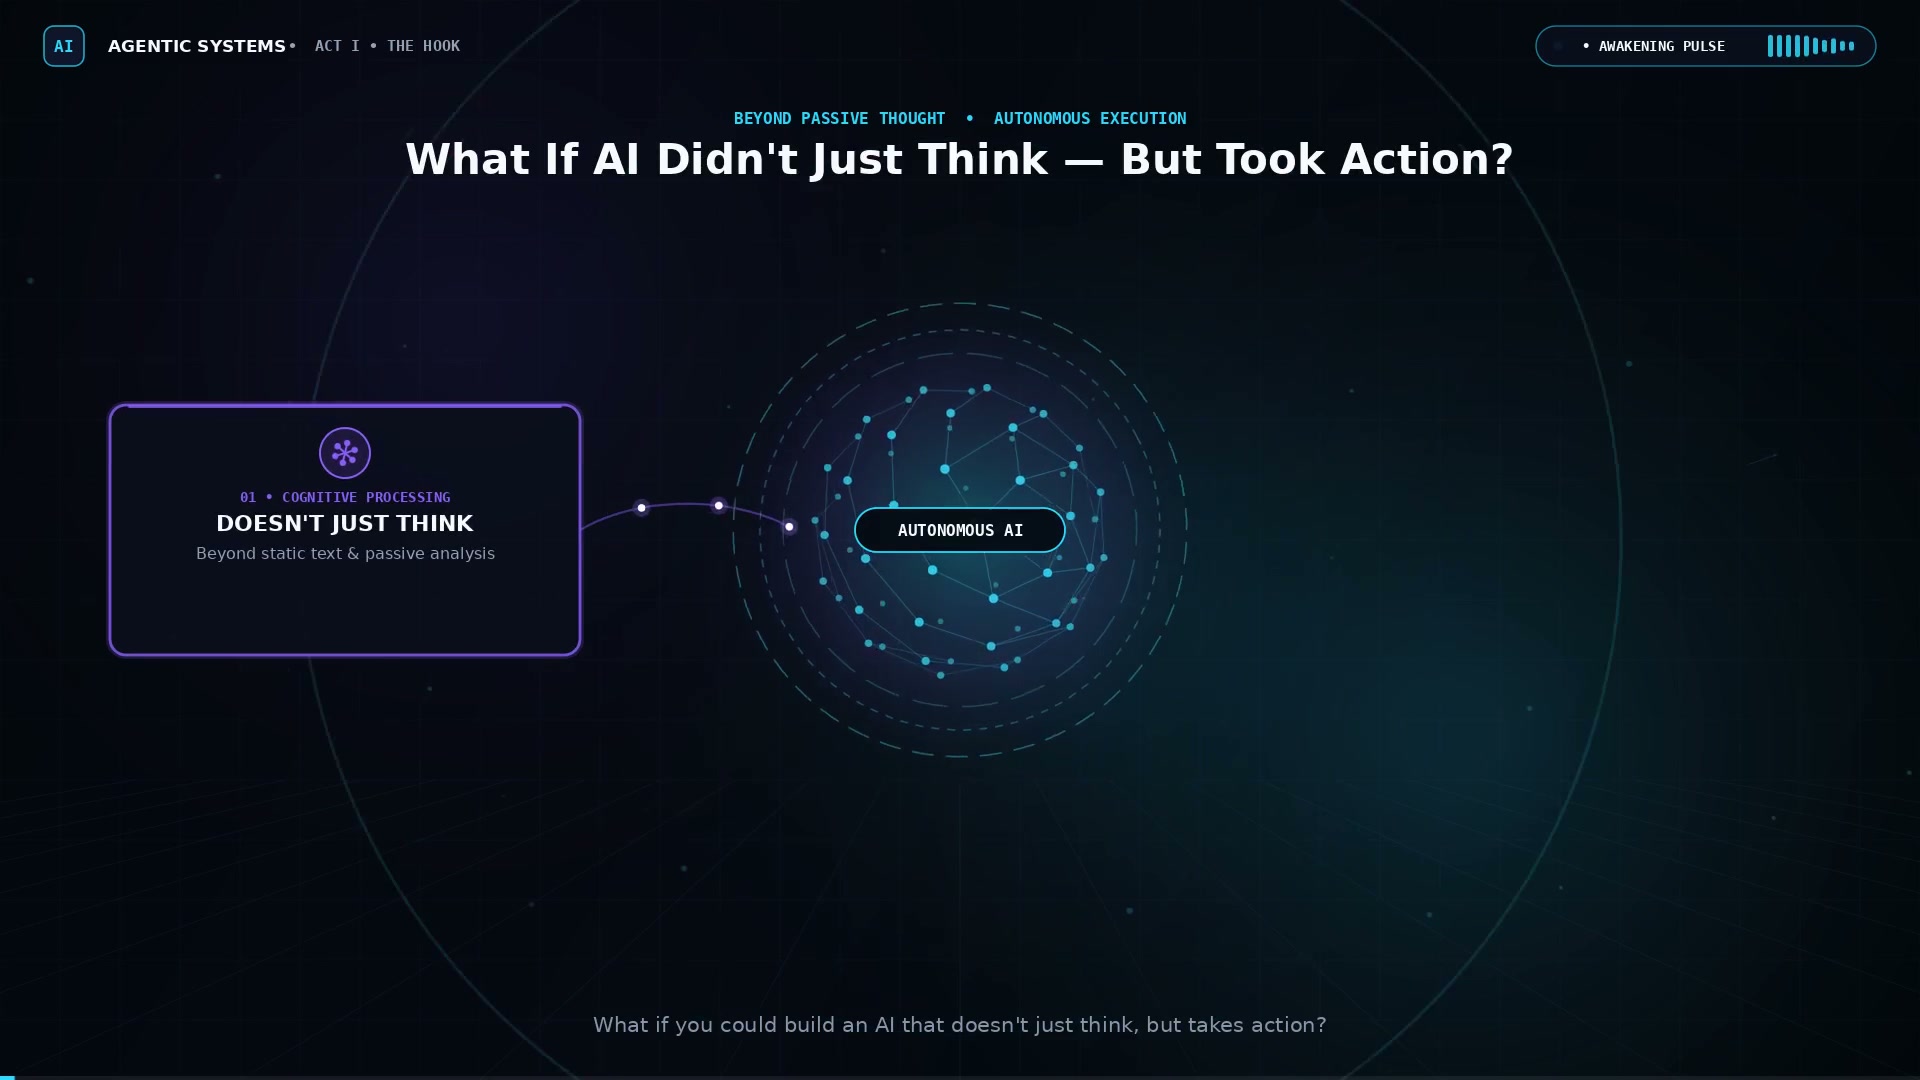 AI
AGENTIC SYSTEMS • ACT I • THE HOOK
• AWAKENING PULSE
BEYOND PASSIVE THOUGHT • AUTONOMOUS EXECUTION
What If AI Didn't Just Think — But Took Action?
01 • COGNITIVE PROCESSING
DOESN'T JUST THINK
Beyond static text & passive analysis
AUTONOMOUS AI
What if you could build an AI that doesn't just think, but takes action?